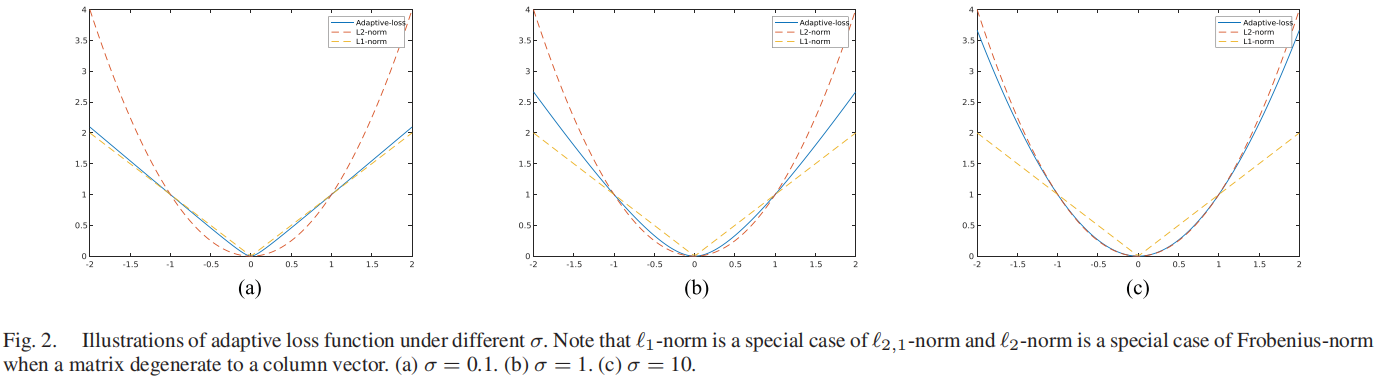 4
3.5
3
2.5
2
1.5
1
0.5
0
-2 -1.5 -1 -0.5 0 0.5 1 1.5 2
Adaptive-loss
L2-norm
L1-norm
(a)
4
3.5
3
2.5
2
1.5
1
0.5
0
-2 -1.5 -1 -0.5 0 0.5 1 1.5 2
Adaptive-loss
L2-norm
L1-norm
(b)
4
3.5
3
2.5
2
1.5
1
0.5
0
-2 -1.5 -1 -0.5 0 0.5 1 1.5 2
Adaptive-loss
L2-norm
L1-norm
(c)
Fig. 2. Illustrations of adaptive loss function under different σ. Note that ℓ1-norm is a special case of ℓ2,1-norm and ℓ2-norm is a special case of Frobenius-norm
when a matrix degenerate to a column vector. (a) σ = 0.1. (b) σ = 1. (c) σ = 10.